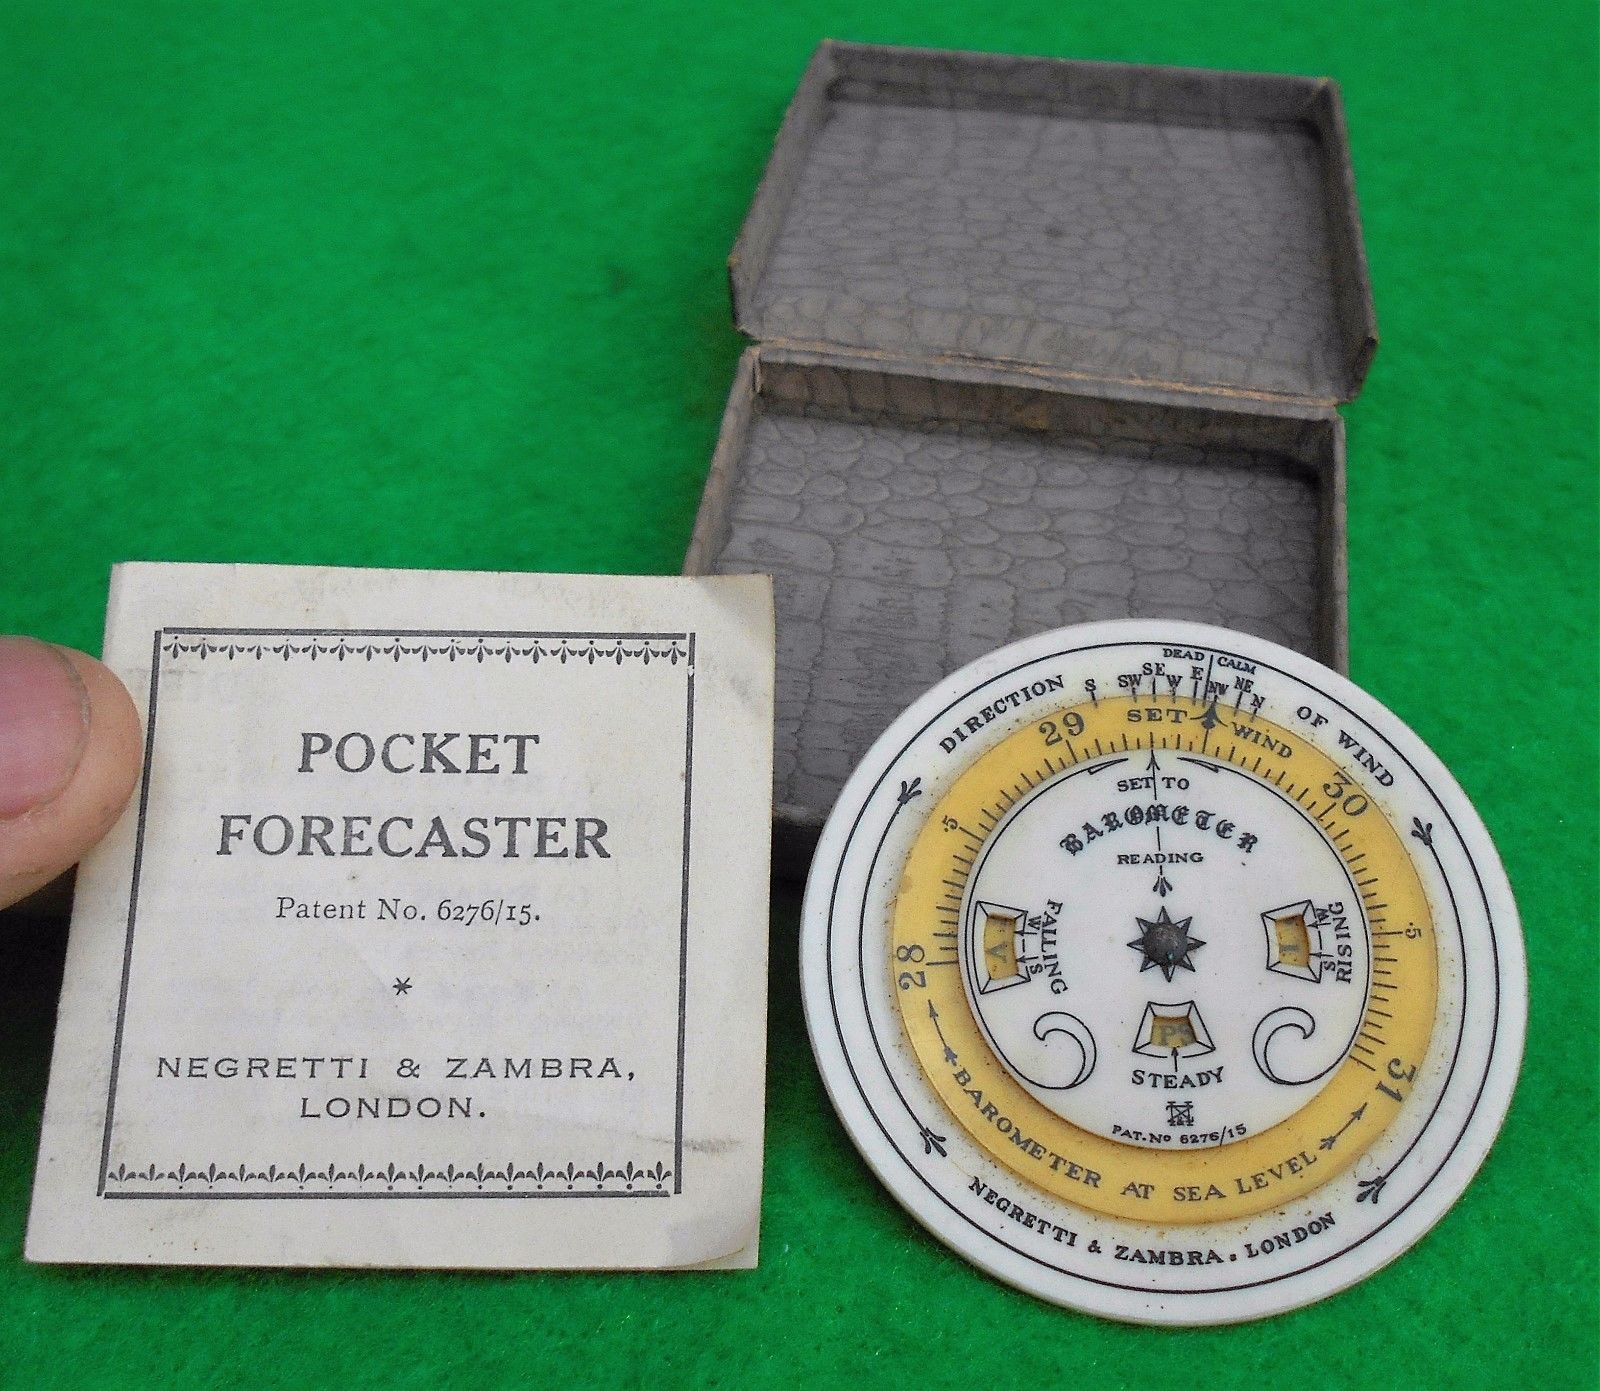 POCKET
FORECASTER
Patent No. 6276/15.
*
NEGRETTI & ZAMBRA,
LONDON.
DIRECTION OF WIND
DEAD CALM
S SW SE W E NW NE N
SET WIND
28 .5 29 30 .5 31
BAROMETER AT SEA LEVEL
SET TO
BAROMETER
READING
FALLING
W S
A
RISING
W S
PS
STEADY
PAT. No 6276/15
NEGRETTI & ZAMBRA. LONDON